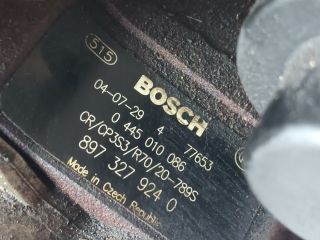 515
BOSCH
04-07-29 4 77653
0 445 010 086
CR/CP3S3/R70/20-789S
897 327 924 0
Made in Czech Republic